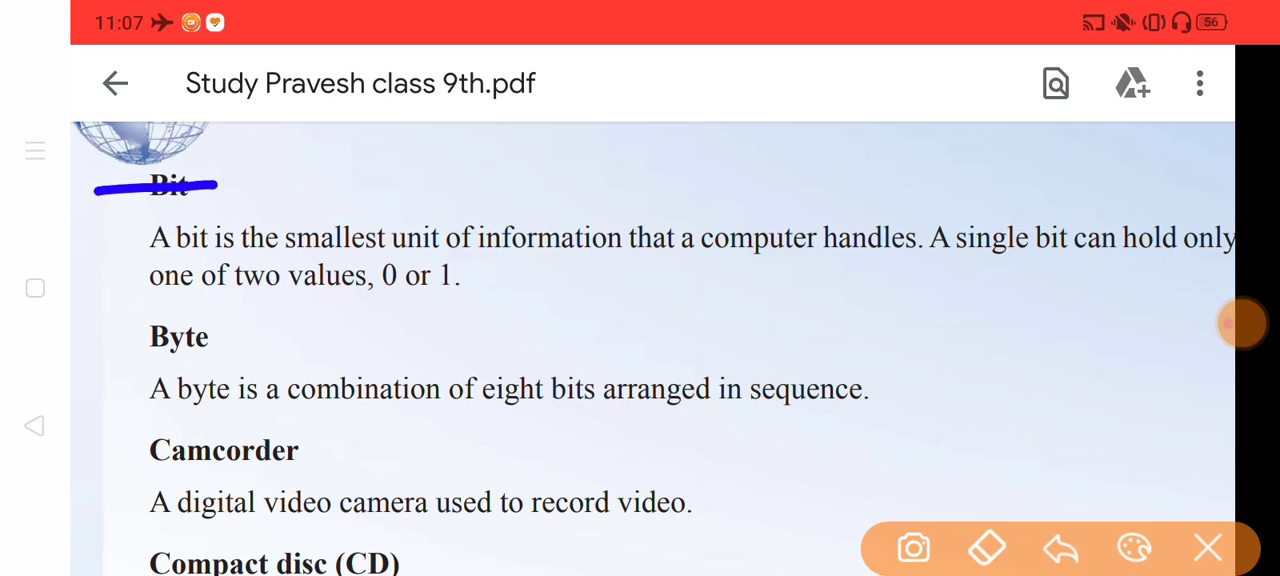 11:07
56
Study Pravesh class 9th.pdf
Bit
A bit is the smallest unit of information that a computer handles. A single bit can hold only
one of two values, 0 or 1.
Byte
A byte is a combination of eight bits arranged in sequence.
Camcorder
A digital video camera used to record video.
Compact disc (CD)